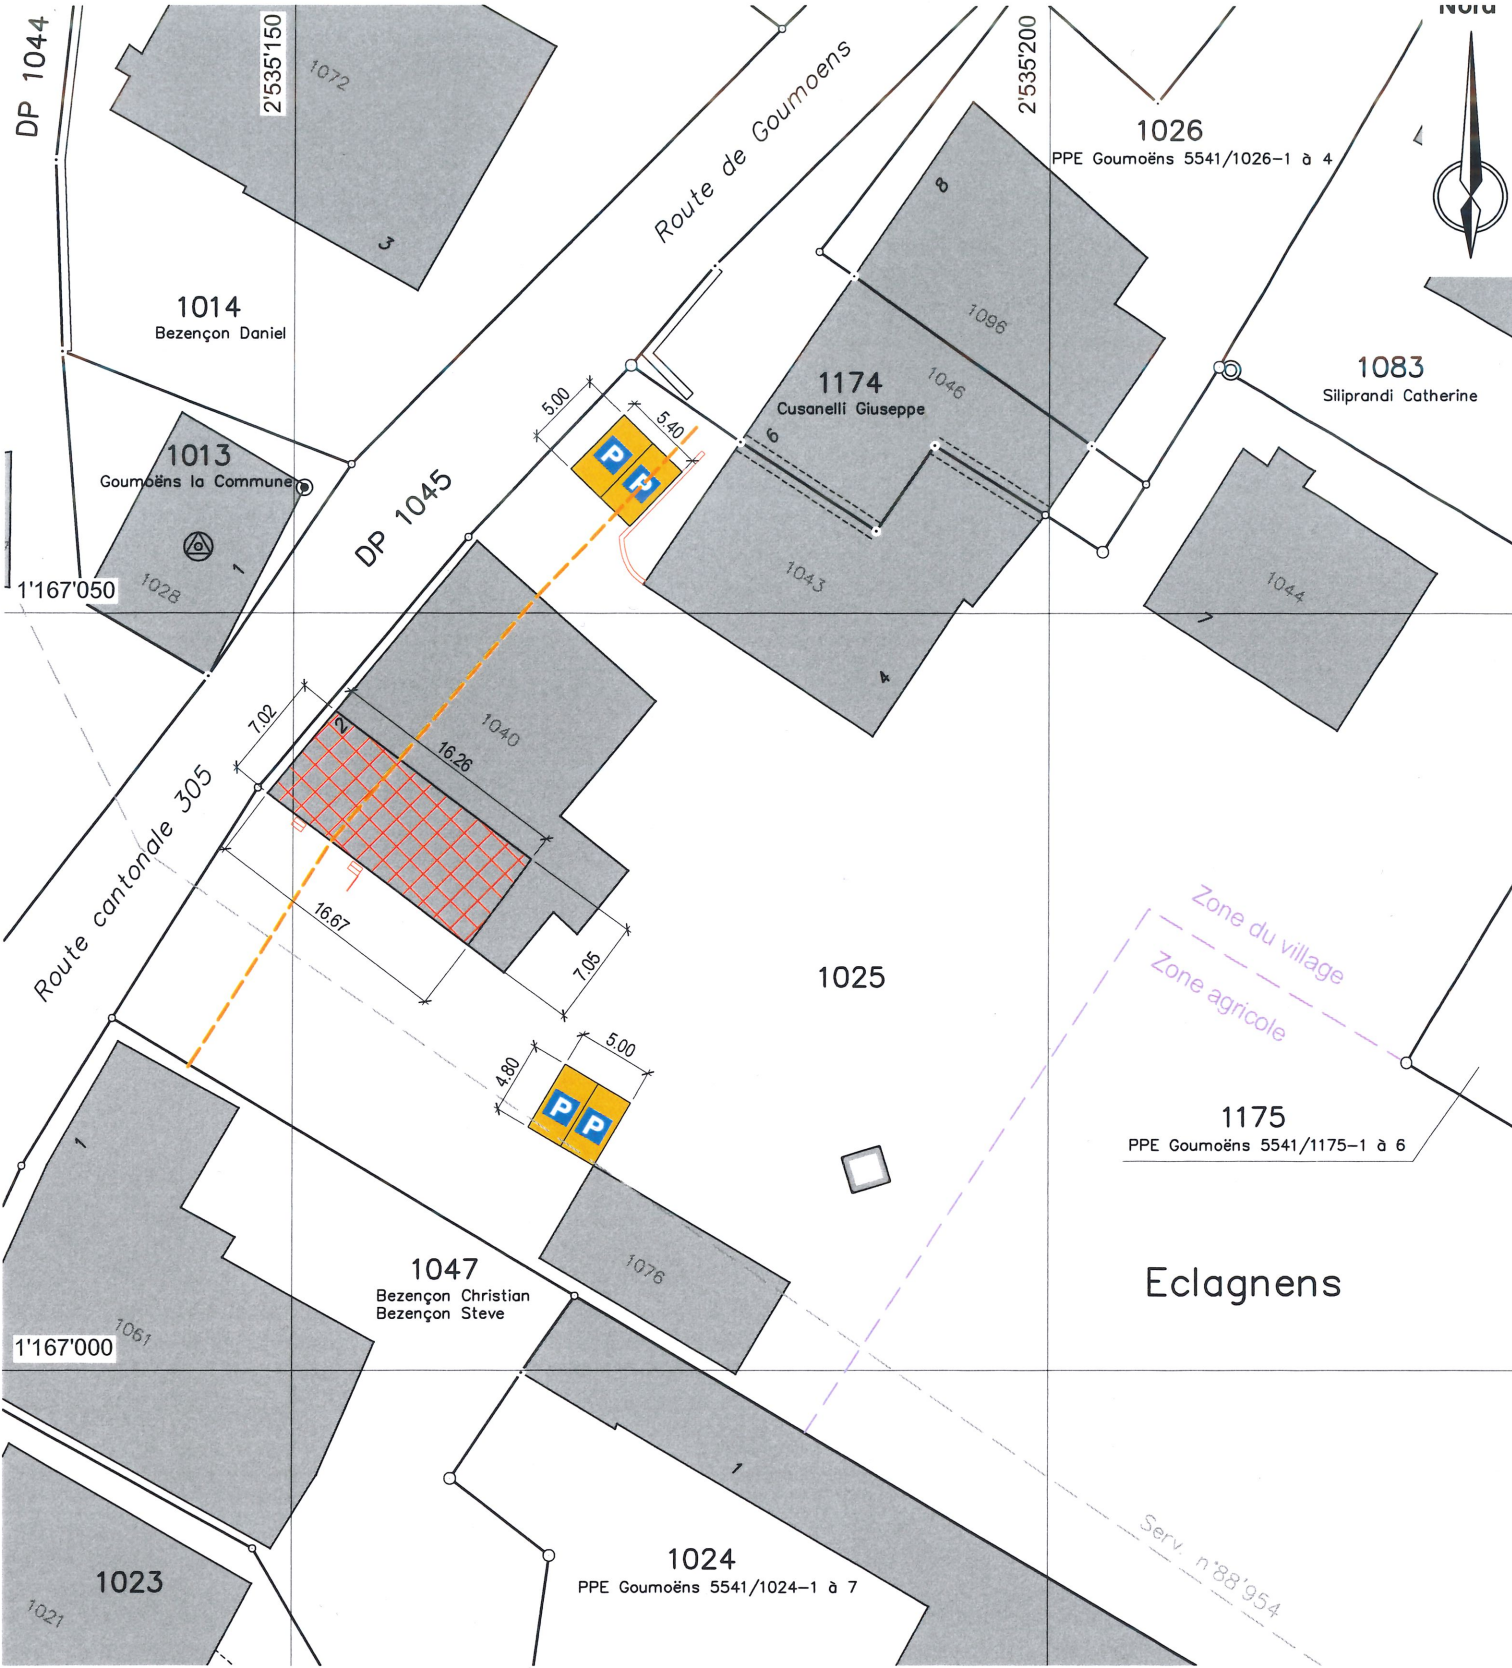 Nord
DP 1044
2'535'150
2'535'200
1072
3
Route de Goumoens
1026
PPE Goumoëns 5541/1026-1 à 4
8
1014
Bezençon Daniel
1096
1083
Siliprandi Catherine
1174
Cusanelli Giuseppe
1046
5.00
5.40
6
P
P
1013
Goumoëns la Commune
DP 1045
1'167'050
1028
1
1043
1044
7
4
7.02
2
1040
16.26
Route cantonale 305
16.67
7.05
1025
Zone du village
Zone agricole
5.00
4.80
P
P
1
1175
PPE Goumoëns 5541/1175-1 à 6
1047
Bezençon Christian
Bezençon Steve
1076
Eclagnens
1061
1'167'000
1
1024
PPE Goumoëns 5541/1024-1 à 7
Serv. n°88'954
1023
1021